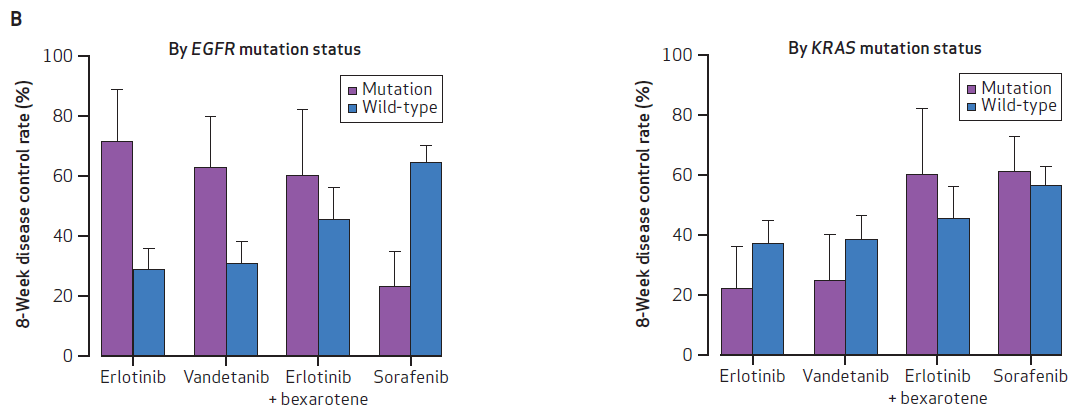 B
By EGFR mutation status
8-Week disease control rate (%)
100
80
60
40
20
0
Mutation
Wild-type
Erlotinib
Vandetanib
Erlotinib
+ bexarotene
Sorafenib
By KRAS mutation status
8-Week disease control rate (%)
100
80
60
40
20
0
Mutation
Wild-type
Erlotinib
Vandetanib
Erlotinib
+ bexarotene
Sorafenib